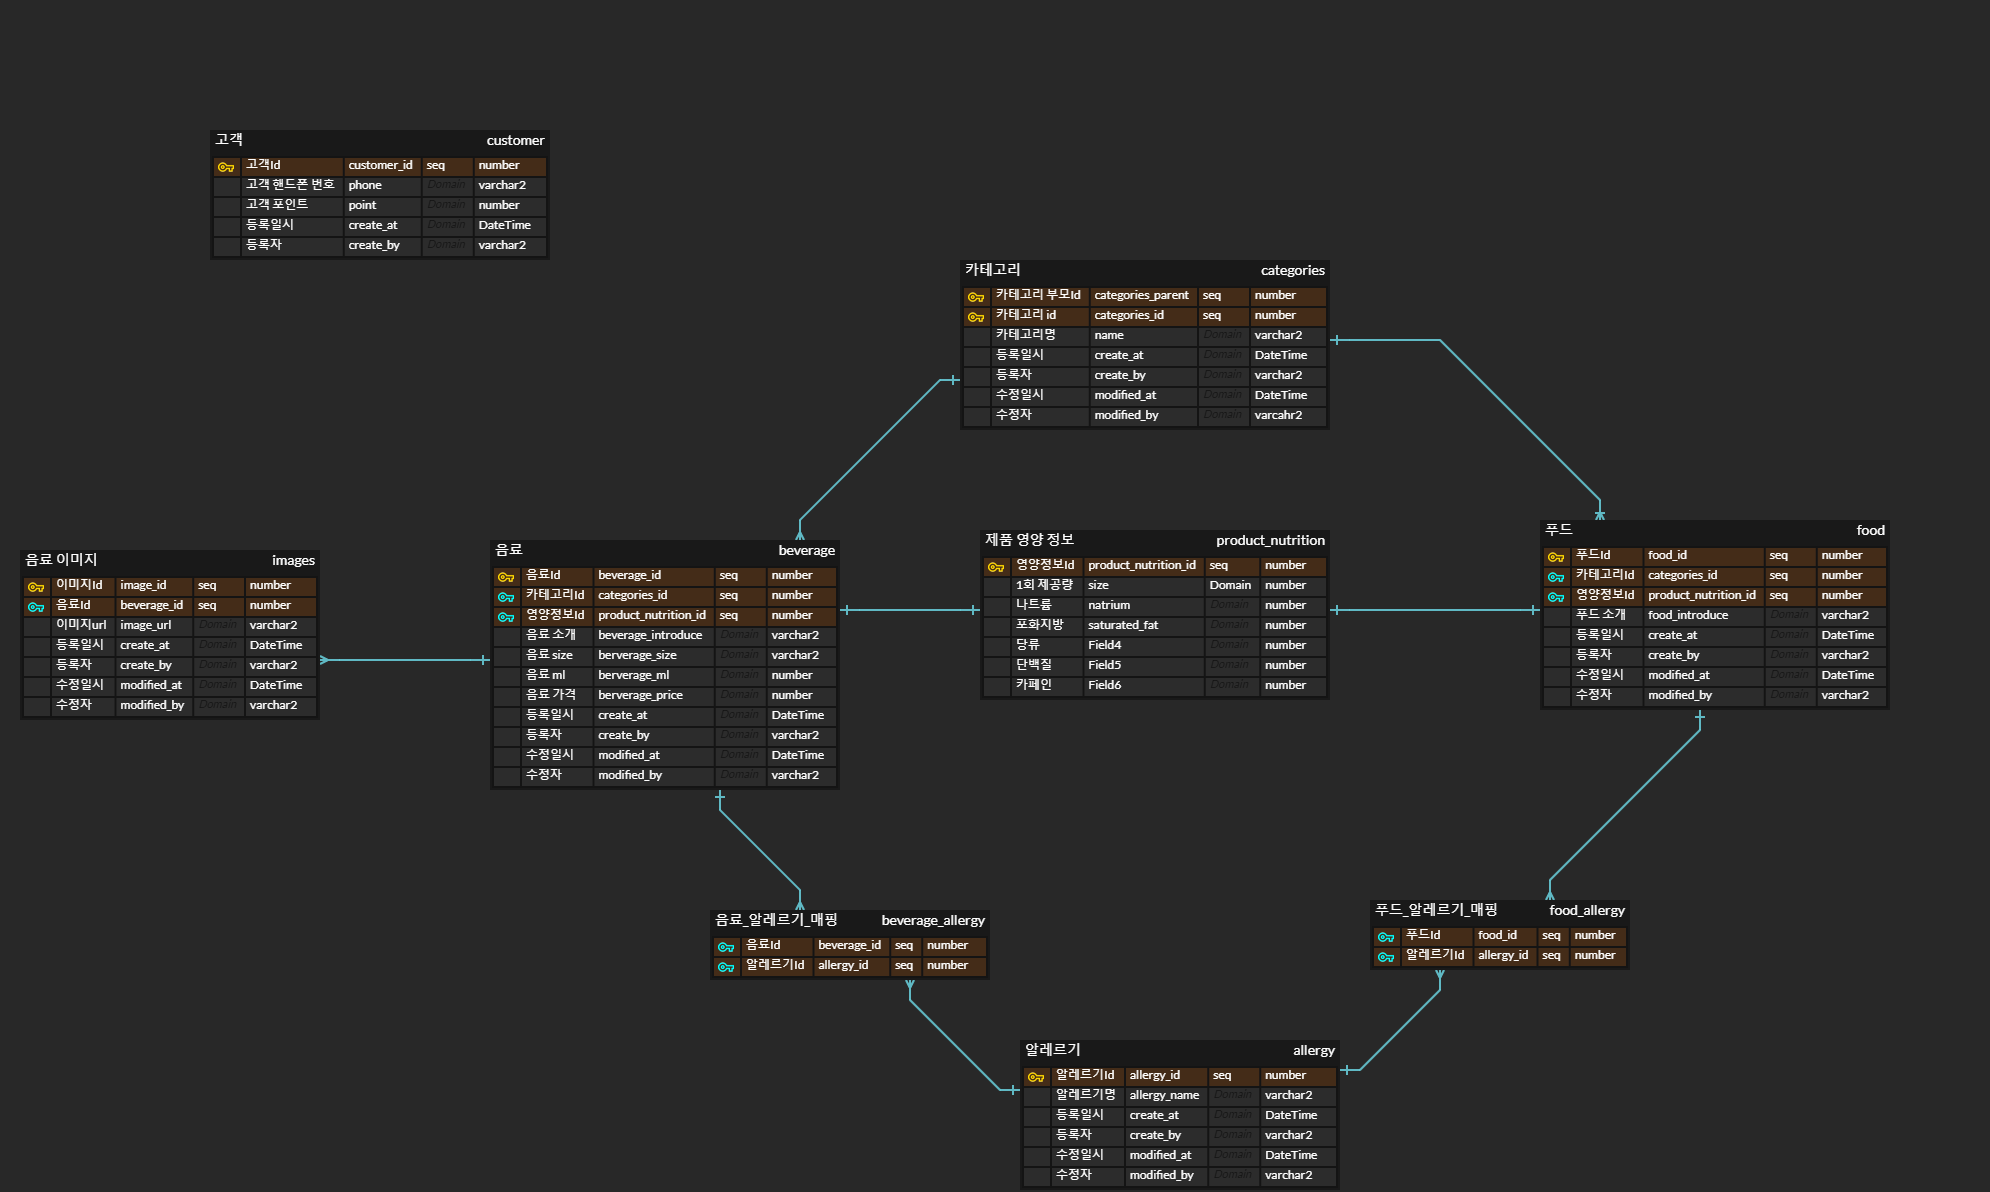 고객 customer
고객Id customer_id seq number
고객 핸드폰 번호 phone Domain varchar2
고객 포인트 point Domain number
등록일시 create_at Domain DateTime
등록자 create_by Domain varchar2
카테고리 categories
카테고리 부모Id categories_parent seq number
카테고리 id categories_id seq number
카테고리명 name Domain varchar2
등록일시 create_at Domain DateTime
등록자 create_by Domain varchar2
수정일시 modified_at Domain DateTime
수정자 modified_by Domain varcahr2
음료 이미지 images
이미지Id image_id seq number
음료Id beverage_id seq number
이미지url image_url Domain varchar2
등록일시 create_at Domain DateTime
등록자 create_by Domain varchar2
수정일시 modified_at Domain DateTime
수정자 modified_by Domain varchar2
음료 beverage
음료Id beverage_id seq number
카테고리Id categories_id seq number
영양정보Id product_nutrition_id seq number
음료 소개 beverage_introduce Domain varchar2
음료 size berverage_size Domain varchar2
음료 ml berverage_ml Domain number
음료 가격 berverage_price Domain number
등록일시 create_at Domain DateTime
등록자 create_by Domain varchar2
수정일시 modified_at Domain DateTime
수정자 modified_by Domain varchar2
제품 영양 정보 product_nutrition
영양정보Id product_nutrition_id seq number
1회 제공량 size Domain number
나트륨 natrium Domain number
포화지방 saturated_fat Domain number
당류 Field4 Domain number
단백질 Field5 Domain number
카페인 Field6 Domain number
푸드 food
푸드Id food_id seq number
카테고리Id categories_id seq number
영양정보Id product_nutrition_id seq number
푸드 소개 food_introduce Domain varchar2
등록일시 create_at Domain DateTime
등록자 create_by Domain varchar2
수정일시 modified_at Domain DateTime
수정자 modified_by Domain varchar2
음료_알레르기_매핑 beverage_allergy
음료Id beverage_id seq number
알레르기Id allergy_id seq number
푸드_알레르기_매핑 food_allergy
푸드Id food_id seq number
알레르기Id allergy_id seq number
알레르기 allergy
알레르기Id allergy_id seq number
알레르기명 allergy_name Domain varchar2
등록일시 create_at Domain DateTime
등록자 create_by Domain varchar2
수정일시 modified_at Domain DateTime
수정자 modified_by Domain varchar2